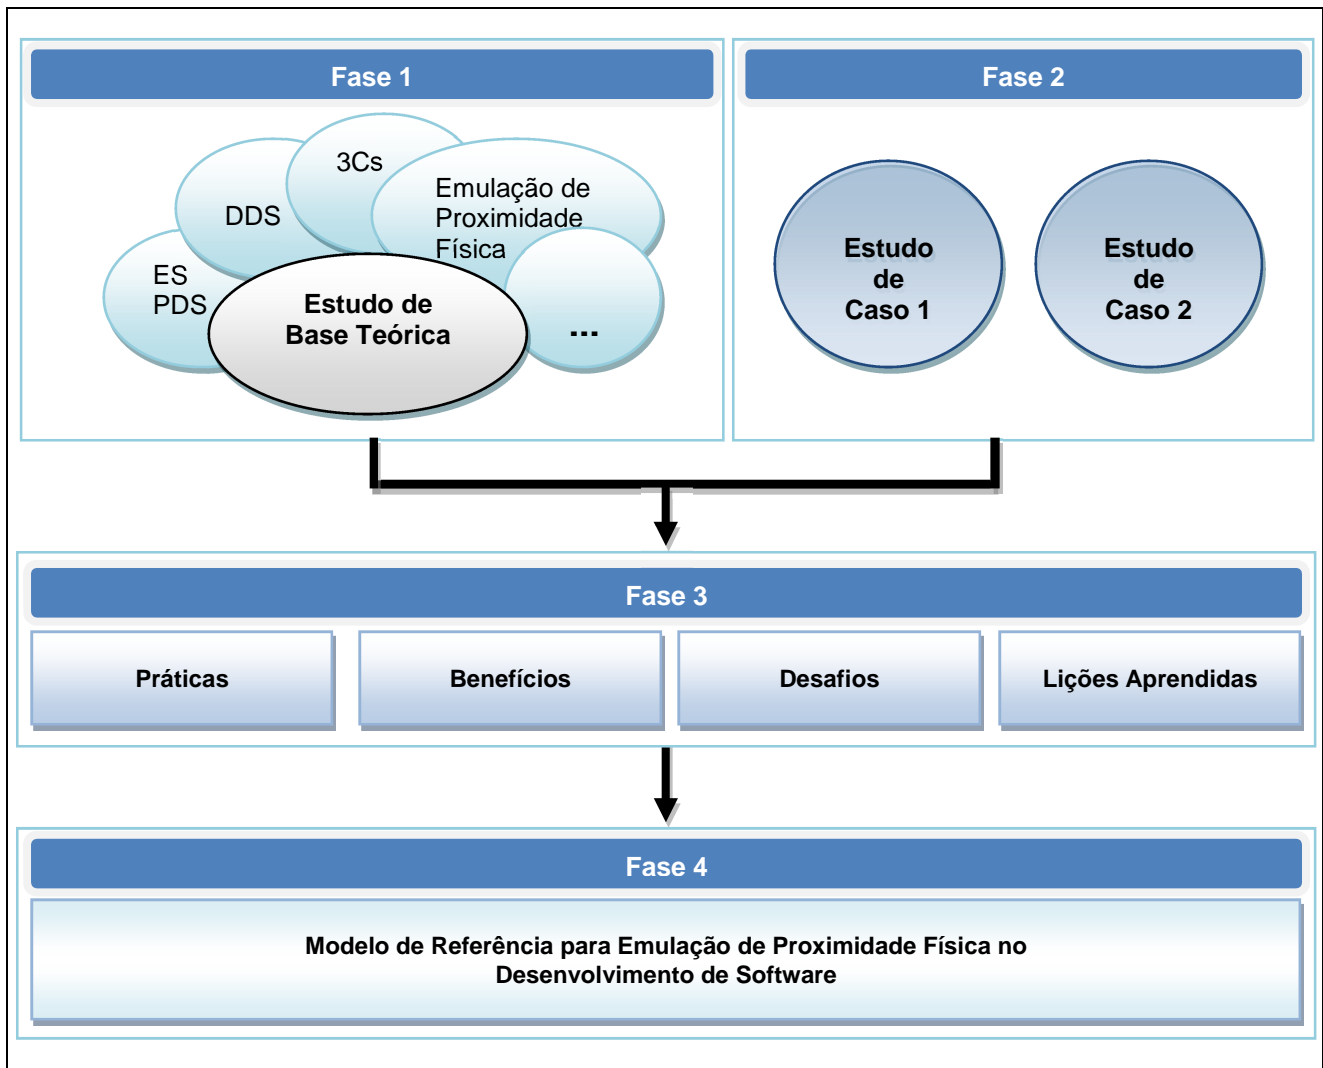 Fase 1
3Cs
DDS
Emulação de
Proximidade
Física
ES
PDS
Estudo de
Base Teórica
...
Fase 2
Estudo
de
Caso 1
Estudo
de
Caso 2
Fase 3
Práticas
Benefícios
Desafios
Lições Aprendidas
Fase 4
Modelo de Referência para Emulação de Proximidade Física no
Desenvolvimento de Software